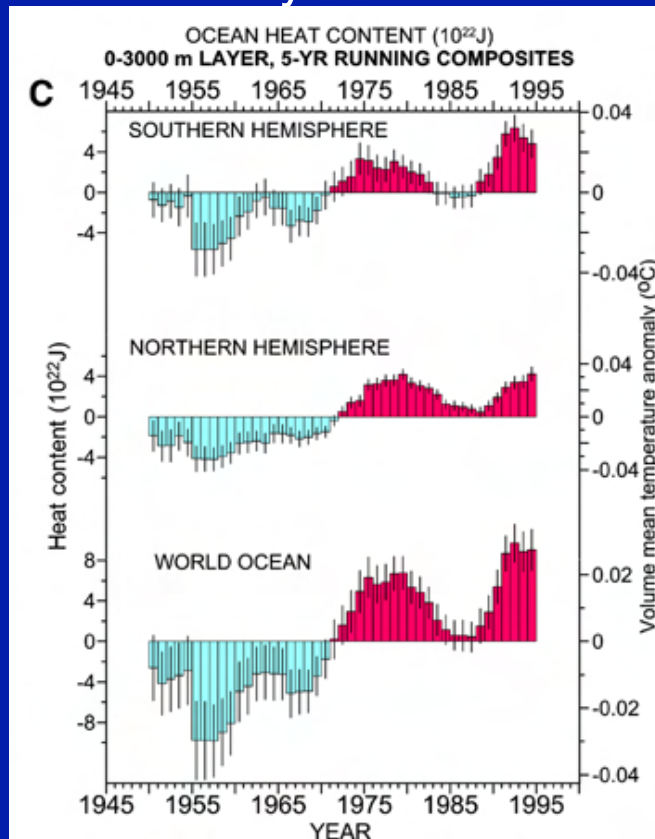 OCEAN HEAT CONTENT (10²²J)
0-3000 m LAYER, 5-YR RUNNING COMPOSITES
1945 1955 1965 1975 1985 1995
C
SOUTHERN HEMISPHERE
4
0
-4
0.04
0
-0.04
NORTHERN HEMISPHERE
4
0
-4
0.04
0
-0.04
WORLD OCEAN
8
4
0
-4
-8
0.02
0
-0.02
-0.04
Heat content (10²²J)
Volume mean temperature anomaly (°C)
1945 1955 1965 1975 1985 1995
YEAR